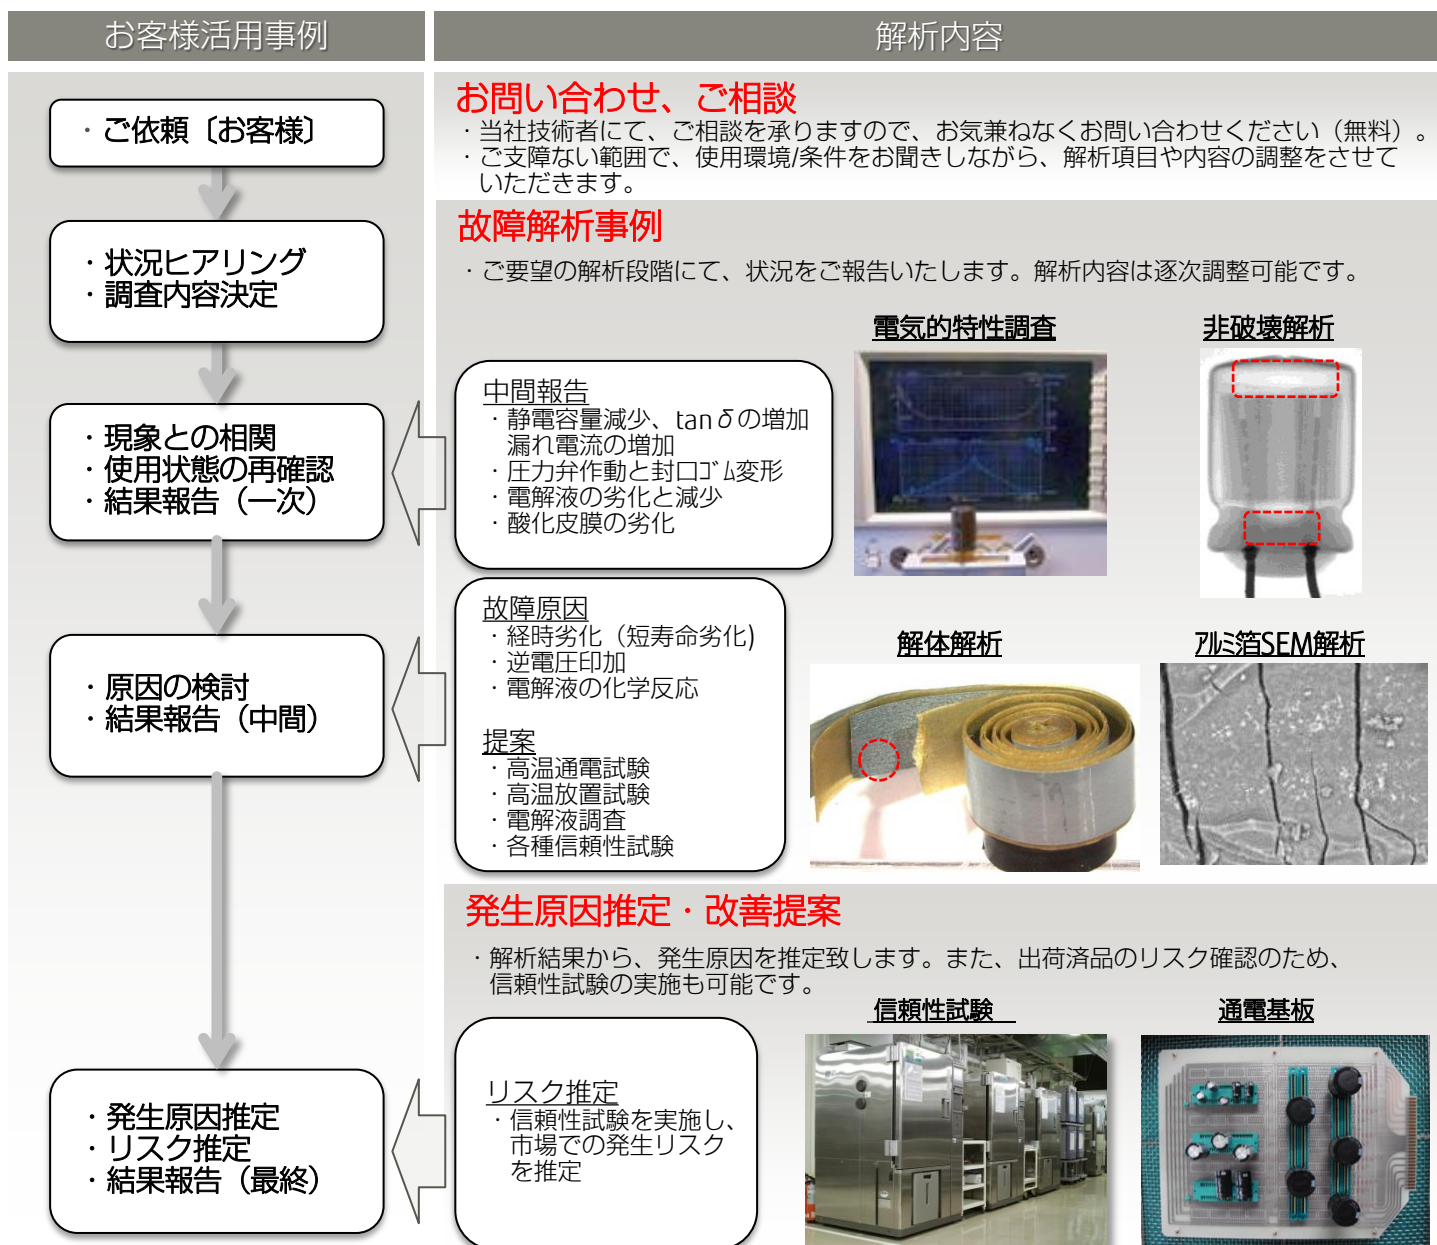 お客様活用事例
解析内容
・ご依頼〔お客様〕
・状況ヒアリング
・調査内容決定
・現象との相関
・使用状態の再確認
・結果報告（一次）
・原因の検討
・結果報告（中間）
・発生原因推定
・リスク推定
・結果報告（最終）
お問い合わせ、ご相談
・当社技術者にて、ご相談を承りますので、お気兼ねなくお問い合わせください（無料）。
・ご支障ない範囲で、使用環境/条件をお聞きしながら、解析項目や内容の調整をさせて
いただきます。
故障解析事例
・ご要望の解析段階にて、状況をご報告いたします。解析内容は逐次調整可能です。
電気的特性調査
非破壊解析
中間報告
・静電容量減少、tanδの増加
漏れ電流の増加
・圧力弁作動と封口ｺﾞﾑ変形
・電解液の劣化と減少
・酸化皮膜の劣化
故障原因
・経時劣化（短寿命劣化)
・逆電圧印加
・電解液の化学反応
提案
・高温通電試験
・高温放置試験
・電解液調査
・各種信頼性試験
解体解析
ｱﾙﾐ箔SEM解析
発生原因推定・改善提案
・解析結果から、発生原因を推定致します。また、出荷済品のリスク確認のため、
信頼性試験の実施も可能です。
信頼性試験
通電基板
リスク推定
・信頼性試験を実施し、
市場での発生リスク
を推定